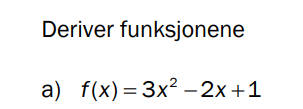 Deriver funksjonene
a) f(x) = 3x² − 2x + 1